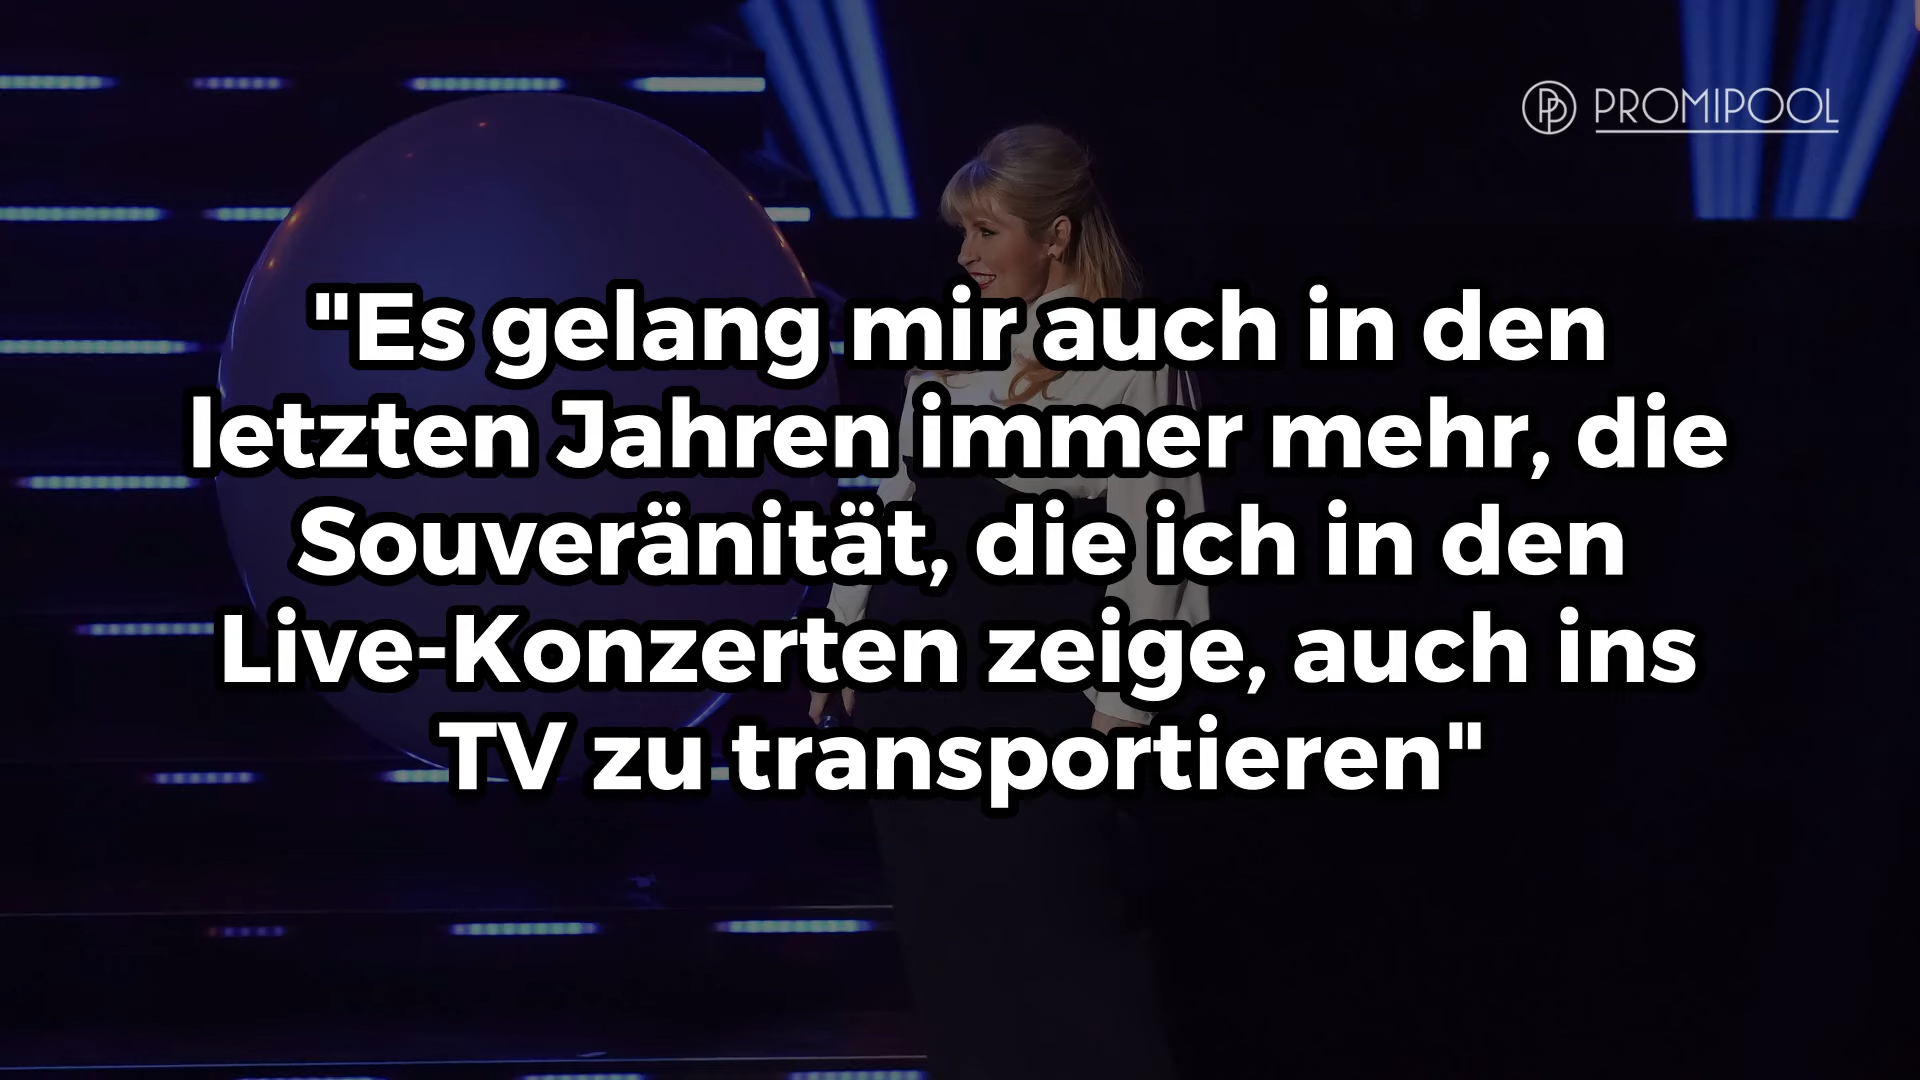 PROMIPOOL
"Es gelang mir auch in den
letzten Jahren immer mehr, die
Souveränität, die ich in den
Live-Konzerten zeige, auch ins
TV zu transportieren"